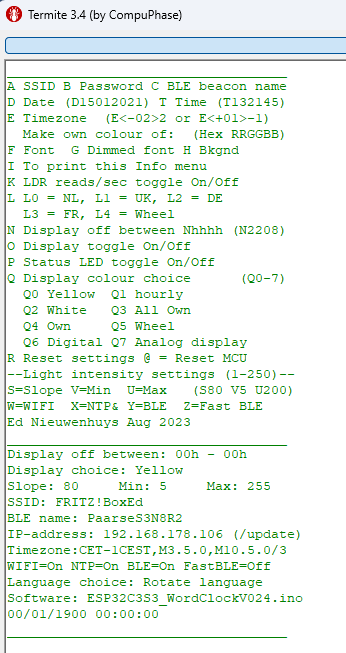 Termite 3.4 (by CompuPhase)
A SSID B Password C BLE beacon name
D Date (D15012021) T Time (T132145)
E Timezone  (E<-02>2 or E<+01>-1)
  Make own colour of:  (Hex RRGGBB)
F Font  G Dimmed font H Bkgnd
I To print this Info menu
K LDR reads/sec toggle On/Off
L L0 = NL, L1 = UK, L2 = DE
  L3 = FR, L4 = Wheel
N Display off between Nhhhh (N2208)
O Display toggle On/Off
P Status LED toggle On/Off
Q Display colour choice      (Q0-7)
  Q0 Yellow  Q1 hourly
  Q2 White   Q3 All Own
  Q4 Own     Q5 Wheel
  Q6 Digital Q7 Analog display
R Reset settings @ = Reset MCU
--Light intensity settings (1-250)--
S=Slope V=Min  U=Max   (S80 V5 U200)
W=WIFI  X=NTP& Y=BLE  Z=Fast BLE
Ed Nieuwenhuys Aug 2023
Display off between: 00h - 00h
Display choice: Yellow
Slope: 80     Min: 5     Max: 255
SSID: FRITZ!BoxEd
BLE name: PaarseS3N8R2
IP-address: 192.168.178.106 (/update)
Timezone:CET-1CEST,M3.5.0,M10.5.0/3
WIFI=On NTP=On BLE=On FastBLE=Off
Language choice: Rotate language
Software: ESP32C3S3_WordClockV024.ino
00/01/1900 00:00:00